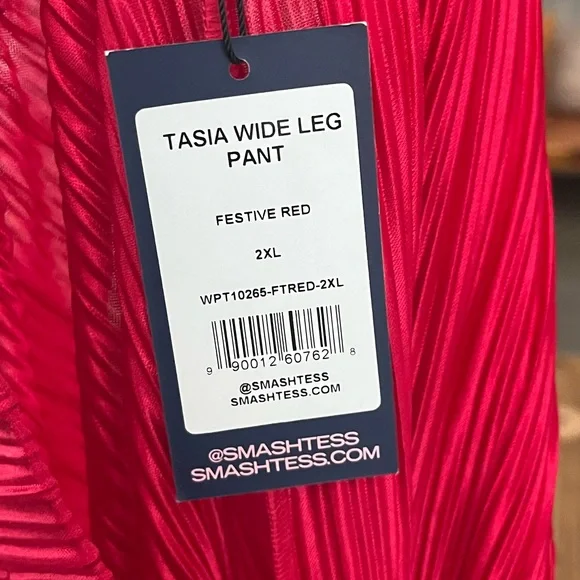 TASIA WIDE LEG
PANT
FESTIVE RED
2XL
WPT10265-FTRED-2XL
9 90012 60762 8
@SMASHTESS
SMASHTESS.COM
@SMASHTESS
SMASHTESS.COM